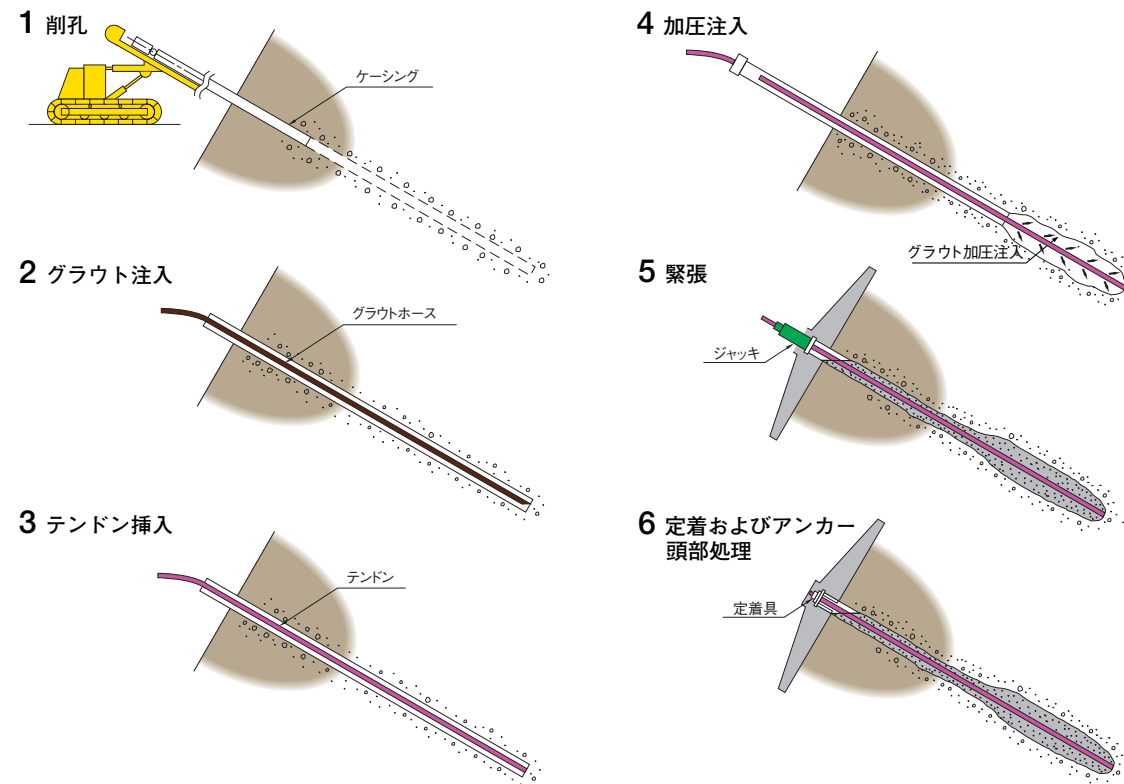 1 削孔
ケーシング
2 グラウト注入
グラウトホース
3 テンドン挿入
テンドン
4 加圧注入
グラウト加圧注入
5 緊張
ジャッキ
6 定着およびアンカー
頭部処理
定着具